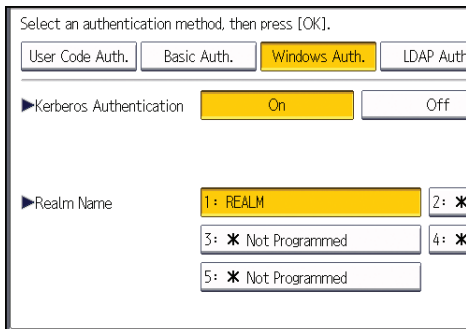 Select an authentication method, then press [OK].
User Code Auth. Basic Auth. Windows Auth. LDAP Auth
▶Kerberos Authentication On Off
▶Realm Name 1: REALM 2: ✱
3: ✱ Not Programmed 4: ✱
5: ✱ Not Programmed